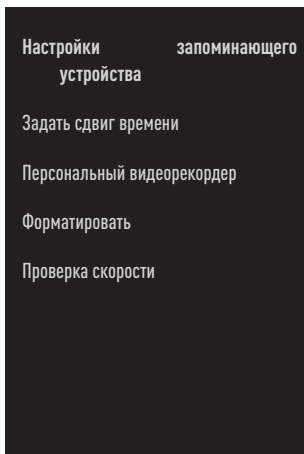 Настройки запоминающего
устройства
Задать сдвиг времени
Персональный видеорекордер
Форматировать
Проверка скорости